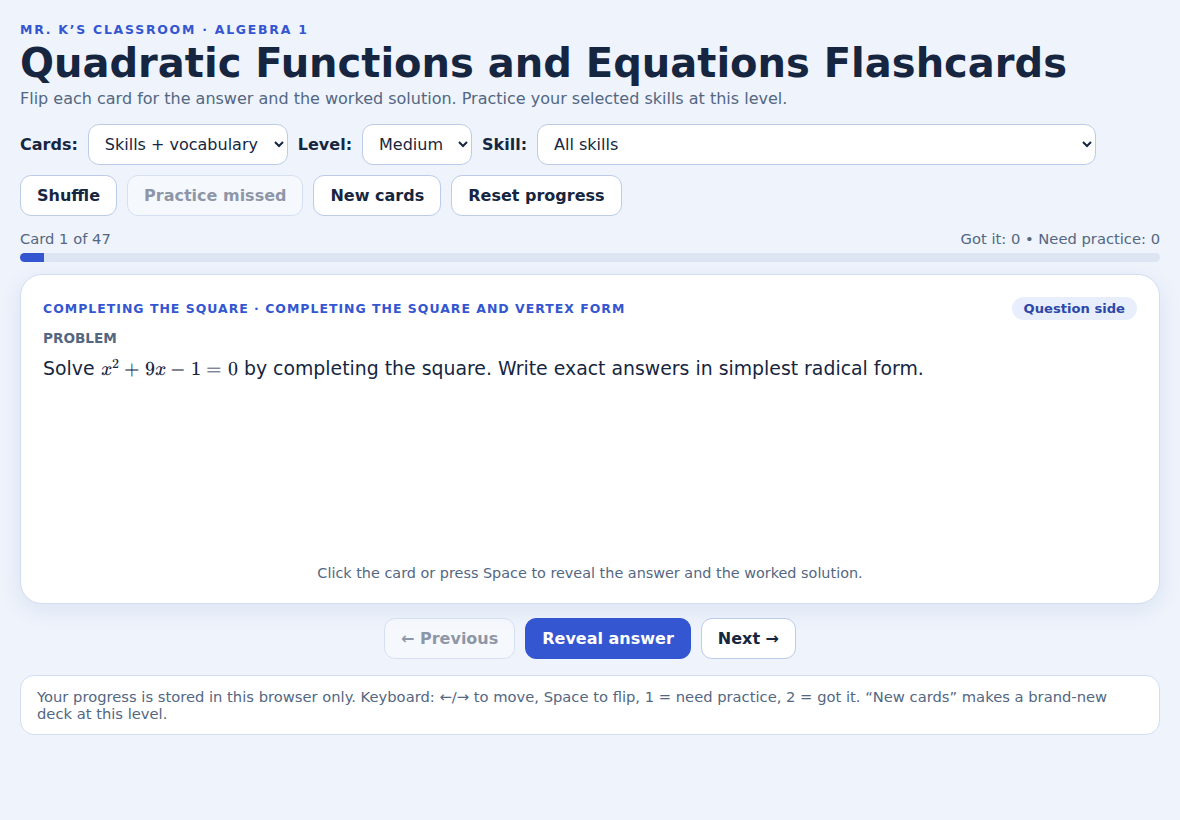 MR. K’S CLASSROOM · ALGEBRA 1
Quadratic Functions and Equations Flashcards
Flip each card for the answer and the worked solution. Practice your selected skills at this level.
Cards: Skills + vocabulary Level: Medium Skill: All skills
Shuffle Practice missed New cards Reset progress
Card 1 of 47 Got it: 0 • Need practice: 0
COMPLETING THE SQUARE · COMPLETING THE SQUARE AND VERTEX FORM Question side
PROBLEM
Solve x² + 9x − 1 = 0 by completing the square. Write exact answers in simplest radical form.
Click the card or press Space to reveal the answer and the worked solution.
← Previous Reveal answer Next →
Your progress is stored in this browser only. Keyboard: ←/→ to move, Space to flip, 1 = need practice, 2 = got it. “New cards” makes a brand-new
deck at this level.